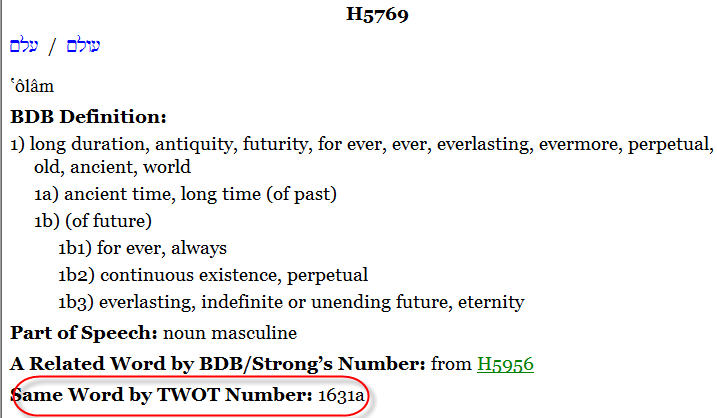 H5769
עלם / עולם
‛ôlâm
BDB Definition:
1) long duration, antiquity, futurity, for ever, ever, everlasting, evermore, perpetual,
old, ancient, world
1a) ancient time, long time (of past)
1b) (of future)
1b1) for ever, always
1b2) continuous existence, perpetual
1b3) everlasting, indefinite or unending future, eternity
Part of Speech: noun masculine
A Related Word by BDB/Strong’s Number: from H5956
Same Word by TWOT Number: 1631a